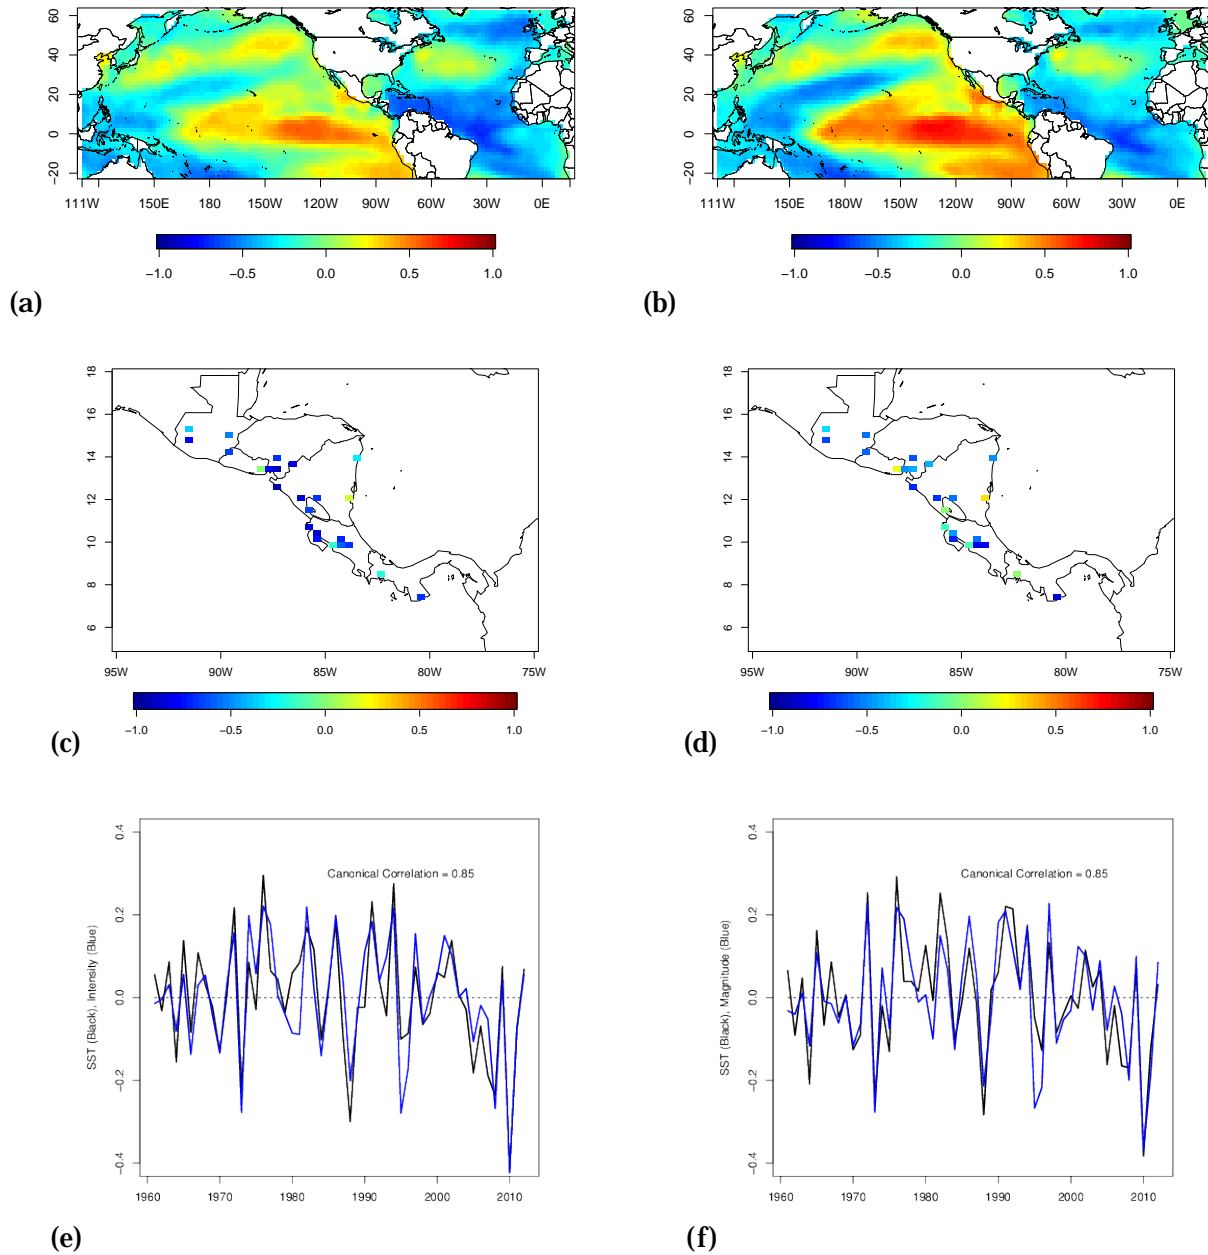 60
40
20
0
−20
111W 150E 180 150W 120W 90W 60W 30W 0E
−1.0 −0.5 0.0 0.5 1.0
(a)
60
40
20
0
−20
111W 150E 180W 150W 120W 90W 60W 30W 0E
−1.0 −0.5 0.0 0.5 1.0
(b)
18
16
14
12
10
8
6
95W 90W 85W 80W 75W
−1.0 −0.5 0.0 0.5 1.0
(c)
18
16
14
12
10
8
6
95W 90W 85W 80W 75W
−1.0 −0.5 0.0 0.5 1.0
(d)
SST (Black), Intensity (Blue)
0.4
0.2
0.0
−0.2
−0.4
Canonical Correlation = 0.85
1960 1970 1980 1990 2000 2010
(e)
SST (Black), Magnitude (Blue)
0.4
0.2
0.0
−0.2
−0.4
Canonical Correlation = 0.85
1960 1970 1980 1990 2000 2010
(f)